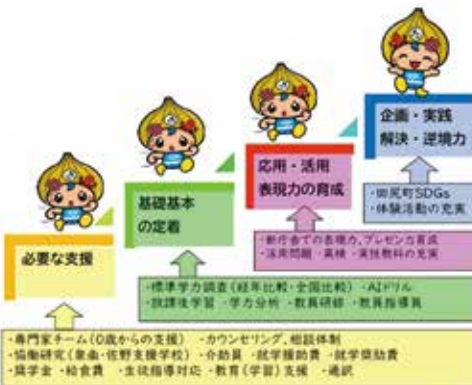 企画・実践
解決・逆境力
応用・活用
表現力の育成
基礎基本
の定着
必要な支援
・田尻町SDGs
・体験活動の充実
・新庁舎での表現力,プレゼン力育成
・活用問題 ・英検 ・実技教科の充実
・標準学力調査(経年比較・全国比較) ・AIドリル
・放課後学習 ・学力分析 ・教員研修 ・教員指導員
・専門家チーム(0歳からの支援) ・カウンセリング,相談体制
・協働研究(泉南・佐野支援学校) ・介助員 ・就学援助費 ・就学奨励費
・奨学金 ・給食費 ・生徒指導対応 ・教育(学習)支援 ・通訳